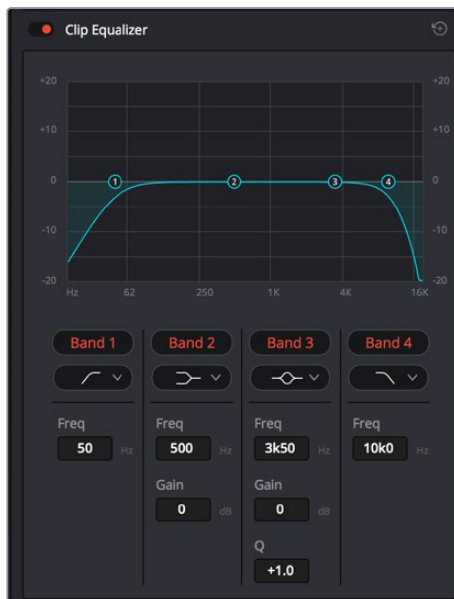 Clip Equalizer
+20 +20
+10 +10
0 1 2 3 4 0
-10 -10
-20 -20
Hz 62 250 1K 4K 16K
Band 1 Band 2 Band 3 Band 4
Freq Freq Freq Freq
50 Hz 500 Hz 3k50 Hz 10k0 Hz
Gain Gain
0 dB 0 dB
Q
+1.0